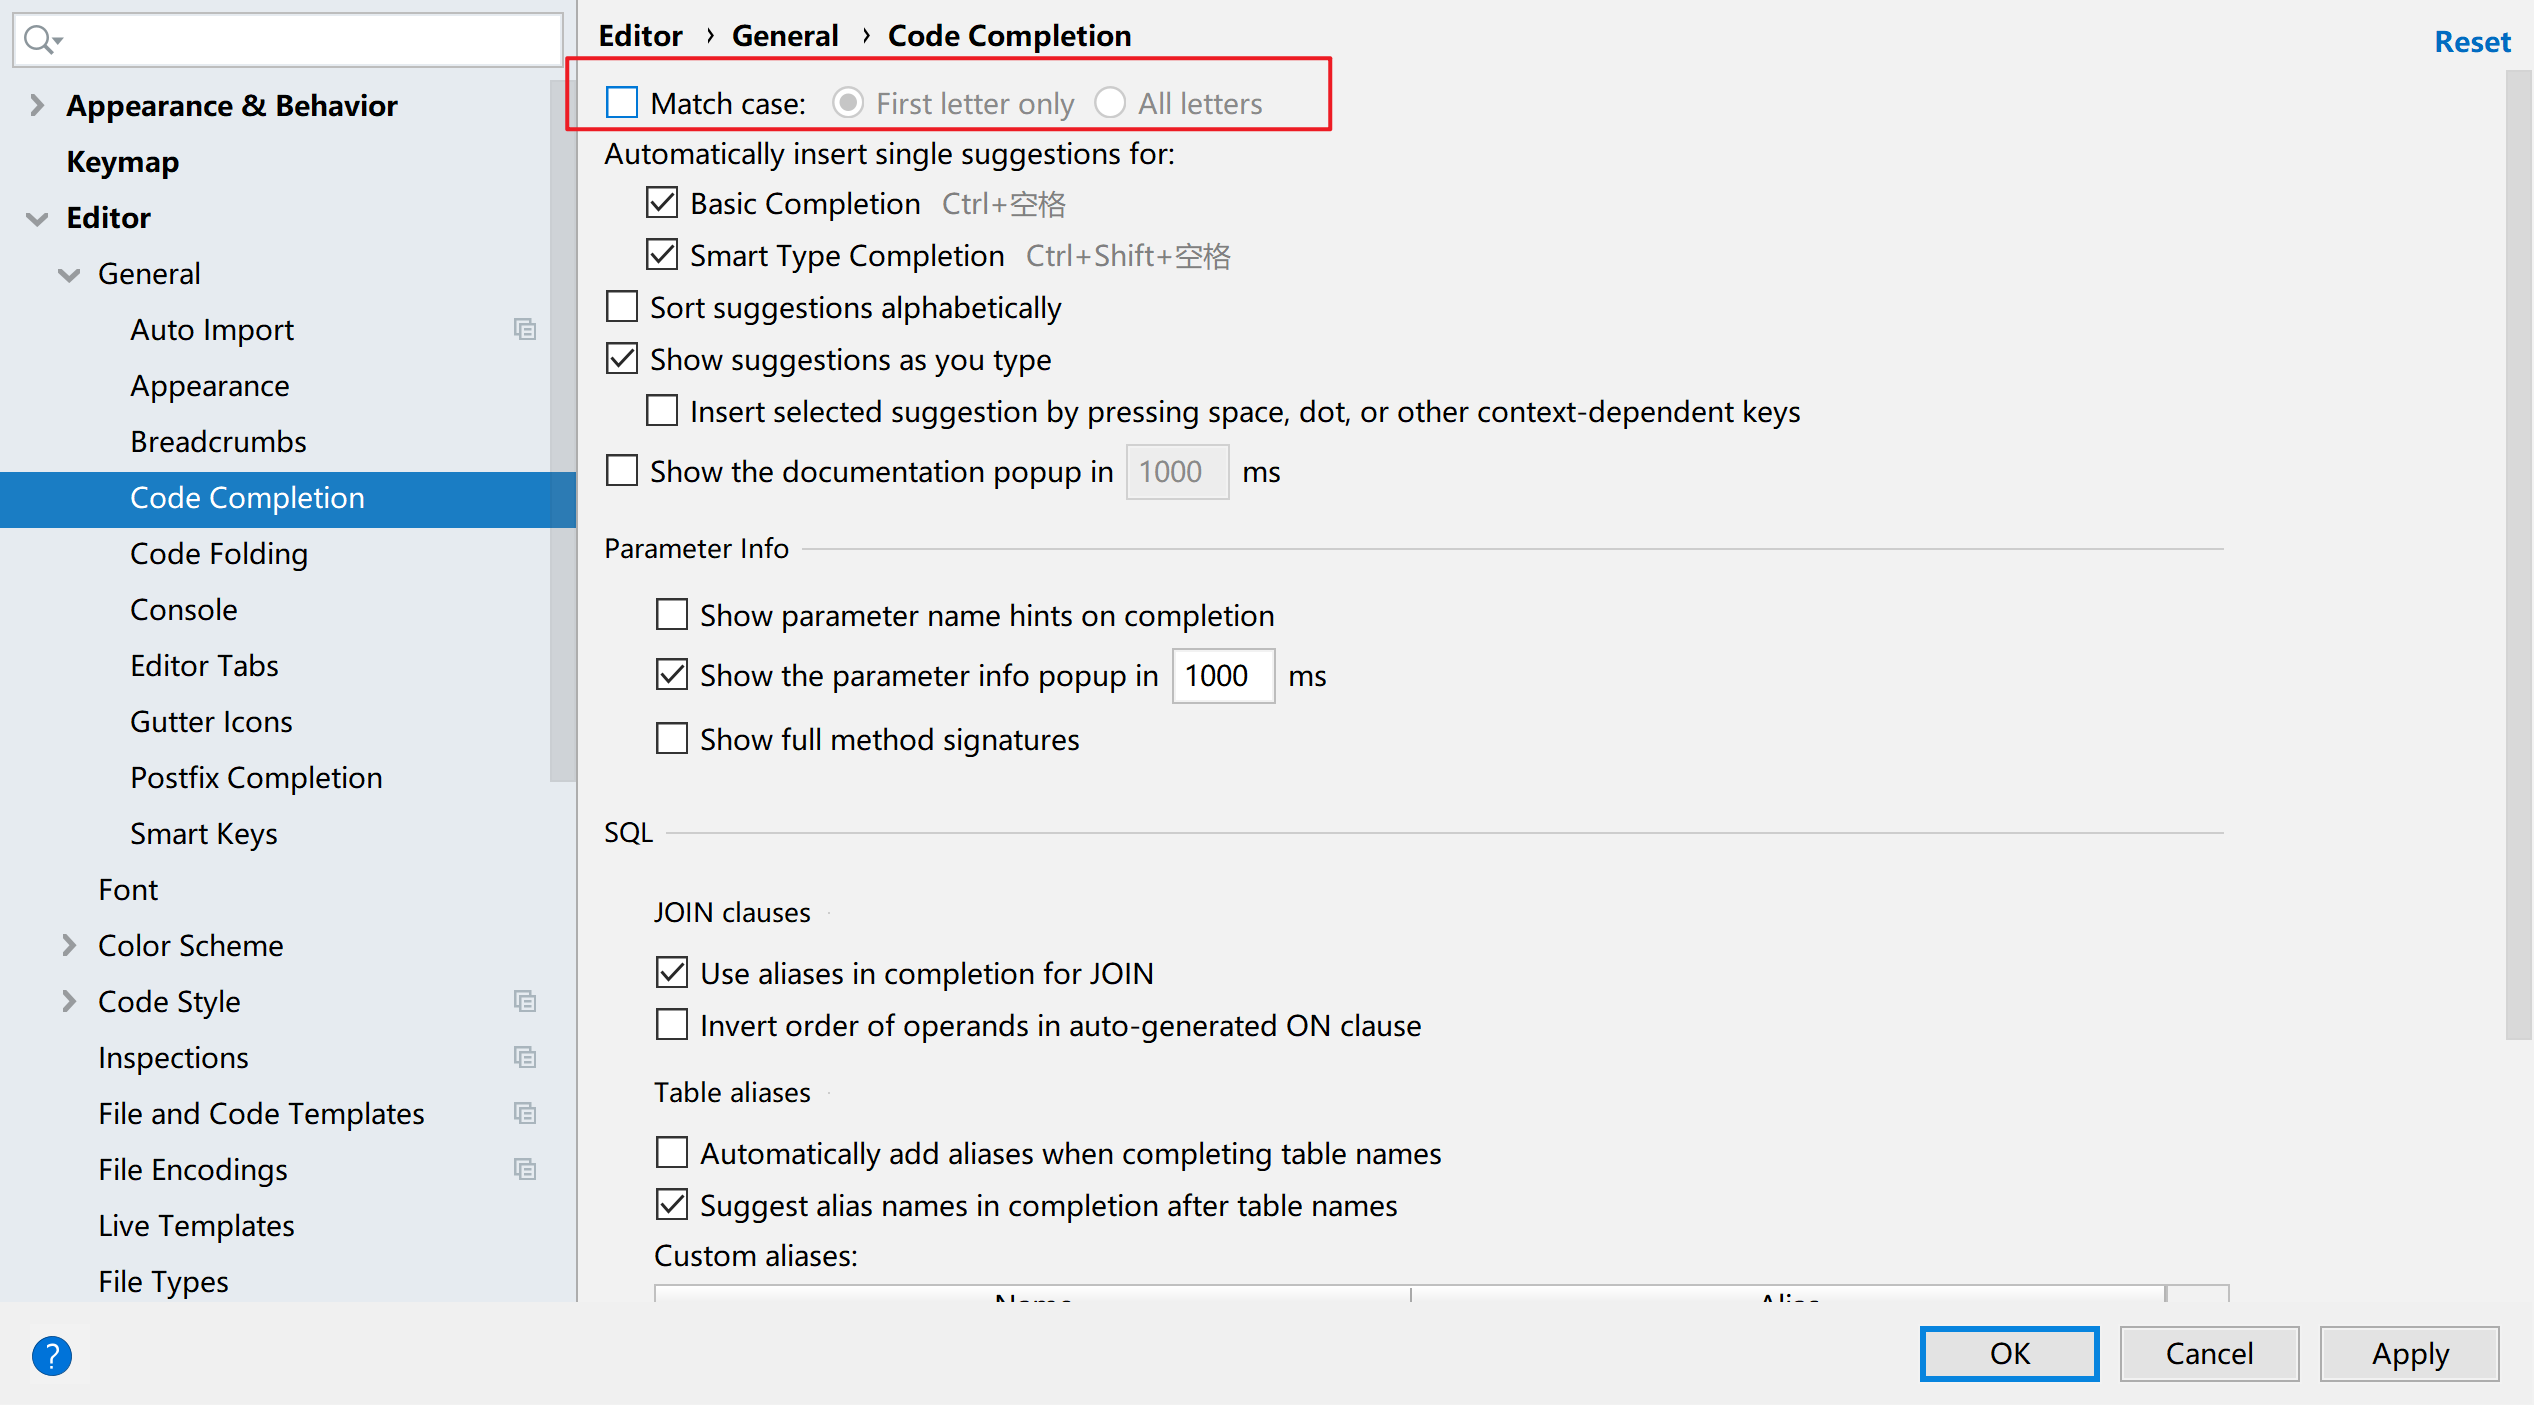 Appearance & Behavior
Keymap
Editor
General
Auto Import
Appearance
Breadcrumbs
Code Completion
Code Folding
Console
Editor Tabs
Gutter Icons
Postfix Completion
Smart Keys
Font
Color Scheme
Code Style
Inspections
File and Code Templates
File Encodings
Live Templates
File Types
Editor › General › Code Completion
Reset
Match case: First letter only All letters
Automatically insert single suggestions for:
Basic Completion Ctrl+空格
Smart Type Completion Ctrl+Shift+空格
Sort suggestions alphabetically
Show suggestions as you type
Insert selected suggestion by pressing space, dot, or other context-dependent keys
Show the documentation popup in 1000 ms
Parameter Info
Show parameter name hints on completion
Show the parameter info popup in 1000 ms
Show full method signatures
SQL
JOIN clauses
Use aliases in completion for JOIN
Invert order of operands in auto-generated ON clause
Table aliases
Automatically add aliases when completing table names
Suggest alias names in completion after table names
Custom aliases:
Name Alias
? OK Cancel Apply